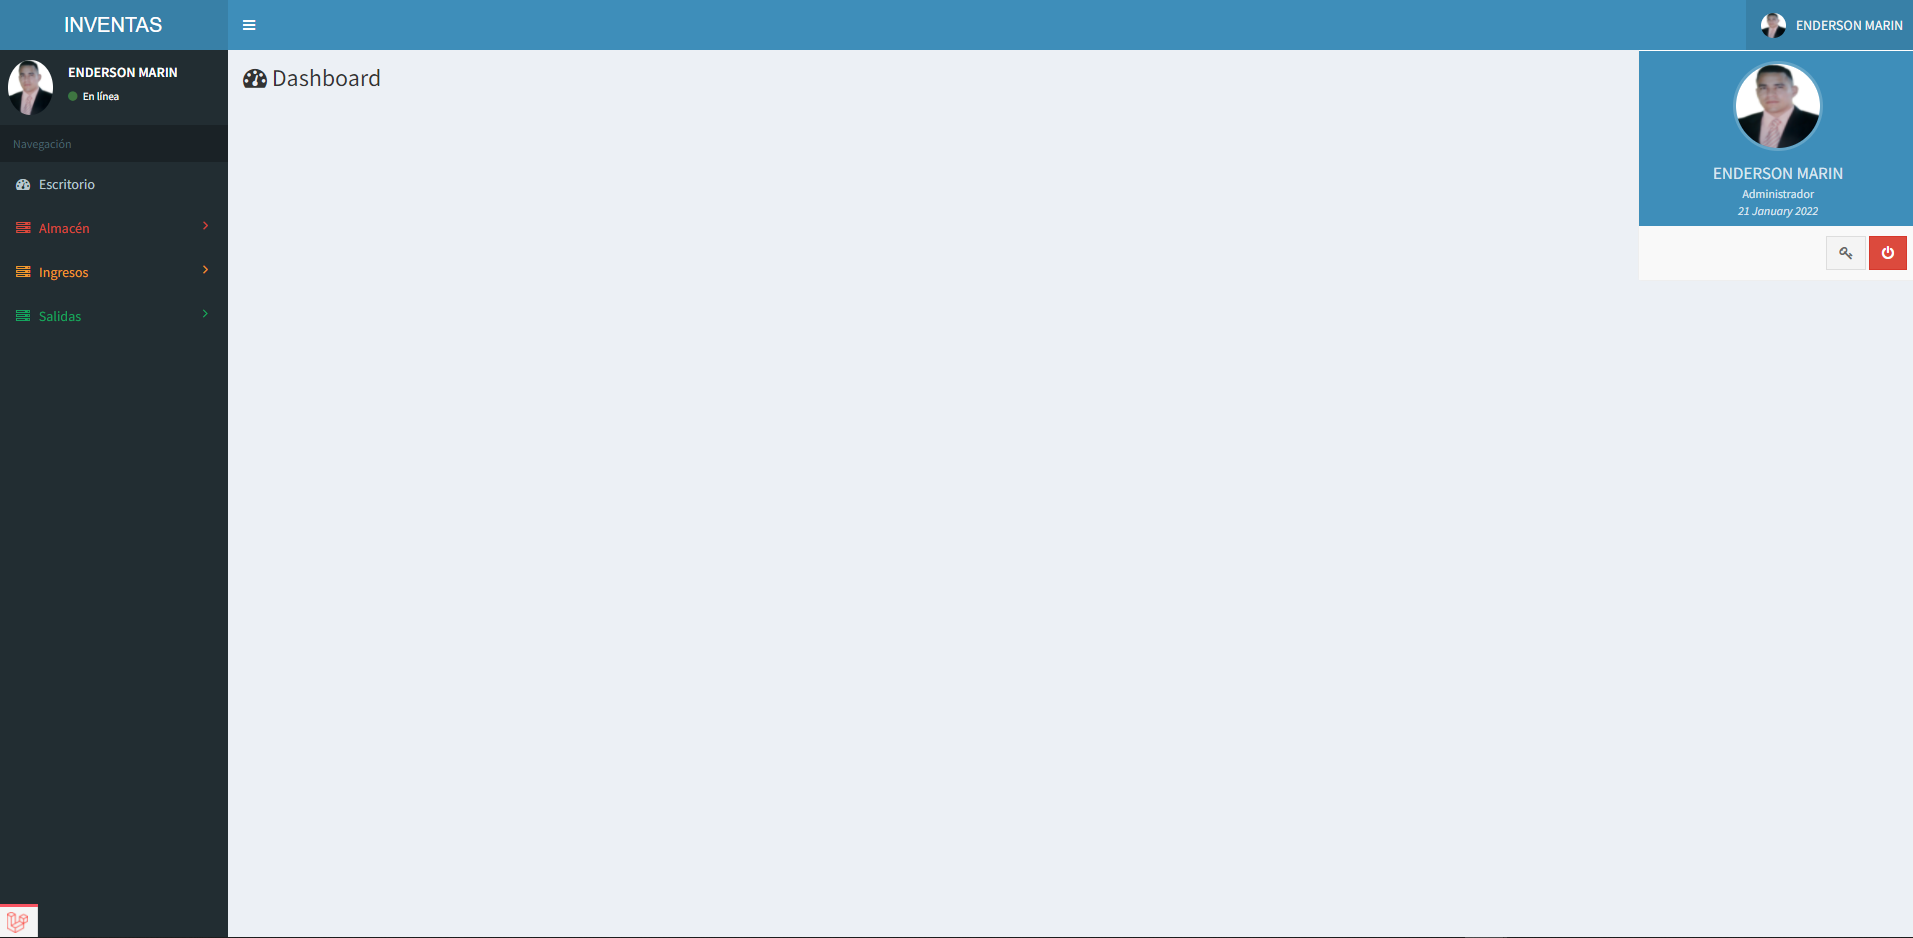 INVENTAS
ENDERSON MARIN
ENDERSON MARIN
En línea
Navegación
Escritorio
Almacén
Ingresos
Salidas
Dashboard
ENDERSON MARIN
Administrador
21 January 2022